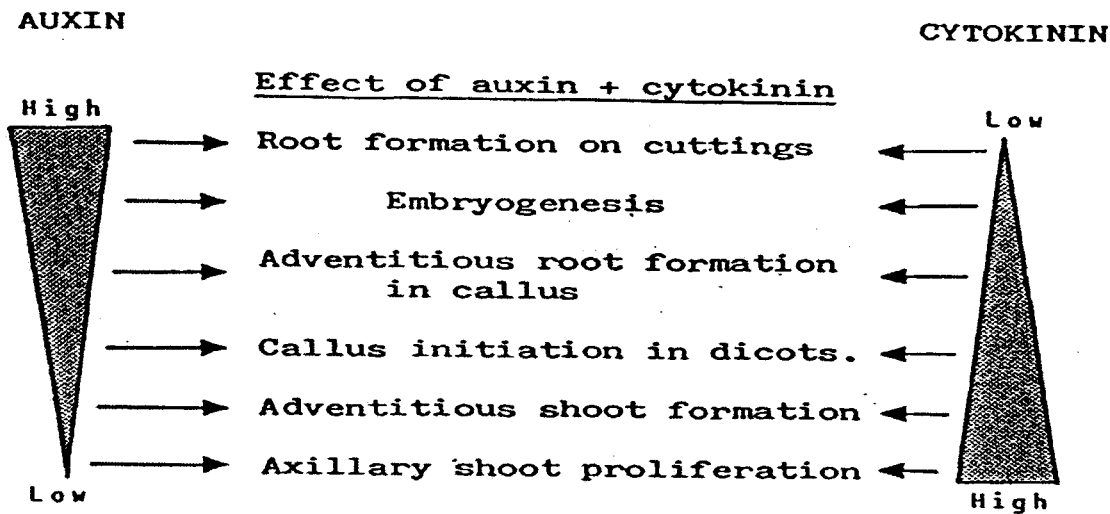 AUXIN
CYTOKININ
Effect of auxin + cytokinin
High
Low
Root formation on cuttings
Embryogenesis
Adventitious root formation
in callus
Callus initiation in dicots.
Adventitious shoot formation
Axillary shoot proliferation
Low
High